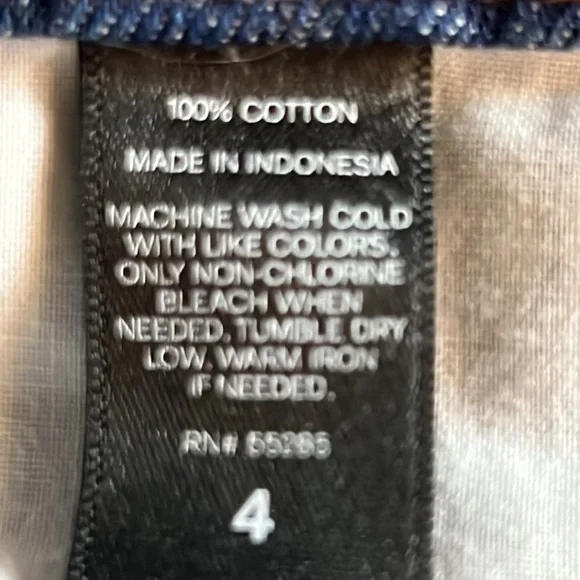 100% COTTON
MADE IN INDONESIA
MACHINE WASH COLD
WITH LIKE COLORS.
ONLY NON-CHLORINE
BLEACH WHEN
NEEDED. TUMBLE DRY
LOW. WARM IRON
IF NEEDED.
RN#
4